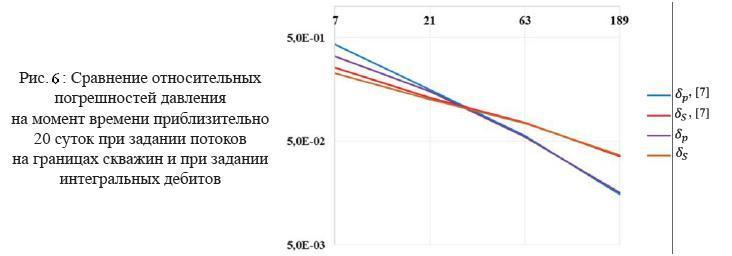 7 21 63 189
5,0E-01
Рис. 6 : Сравнение относительных
погрешностей давления
на момент времени приблизительно
20 суток при задании потоков
на границах скважин и при задании
интегральных дебитов
5,0E-02
5,0E-03
δp, [7]
δS, [7]
δp
δS